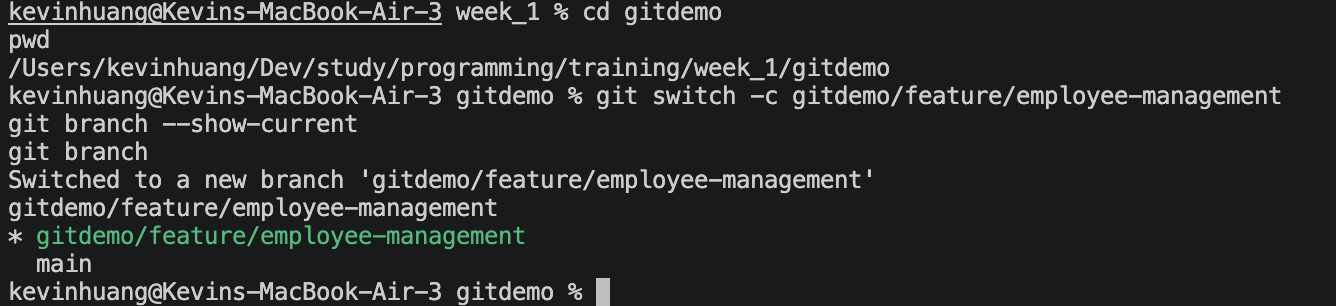 kevinhuang@Kevins-MacBook-Air-3 week_1 % cd gitdemo
pwd
/Users/kevinhuang/Dev/study/programming/training/week_1/gitdemo
kevinhuang@Kevins-MacBook-Air-3 gitdemo % git switch -c gitdemo/feature/employee-management
git branch --show-current
git branch
Switched to a new branch 'gitdemo/feature/employee-management'
gitdemo/feature/employee-management
* gitdemo/feature/employee-management
  main
kevinhuang@Kevins-MacBook-Air-3 gitdemo %